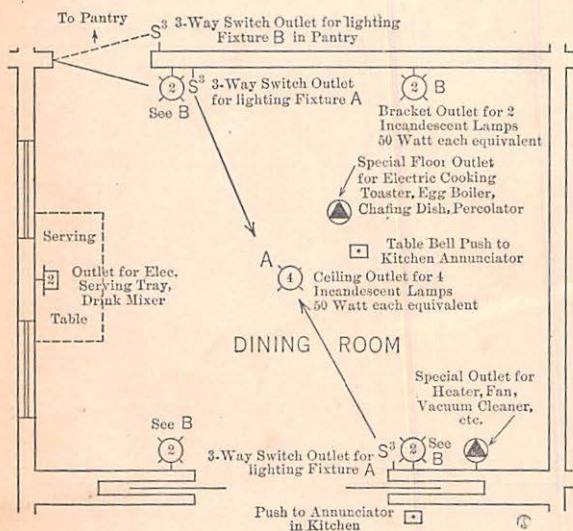 To Pantry
S³ 3-Way Switch Outlet for lighting
Fixture B in Pantry
2
See B
S³ 3-Way Switch Outlet
for lighting Fixture A
2 B
Bracket Outlet for 2
Incandescent Lamps
50 Watt each equivalent
Special Floor Outlet
for Electric Cooking
Toaster, Egg Boiler,
Chafing Dish, Percolator
Serving
Table
2
Outlet for Elec.
Serving Tray,
Drink Mixer
Table Bell Push to
Kitchen Annunciator
A
4
Ceiling Outlet for 4
Incandescent Lamps
50 Watt each equivalent
DINING ROOM
Special Outlet for
Heater, Fan,
Vacuum Cleaner,
etc.
See B
2
S³
2
See
B
3-Way Switch Outlet for
lighting Fixture A
Push to Annunciator
in Kitchen